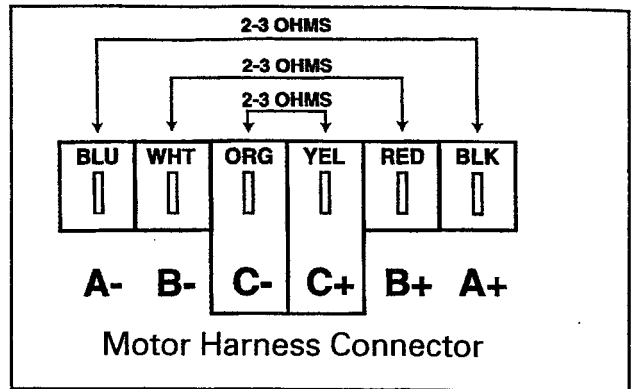 2-3 OHMS
2-3 OHMS
2-3 OHMS
BLU WHT ORG YEL RED BLK
A- B- C- C+ B+ A+
Motor Harness Connector